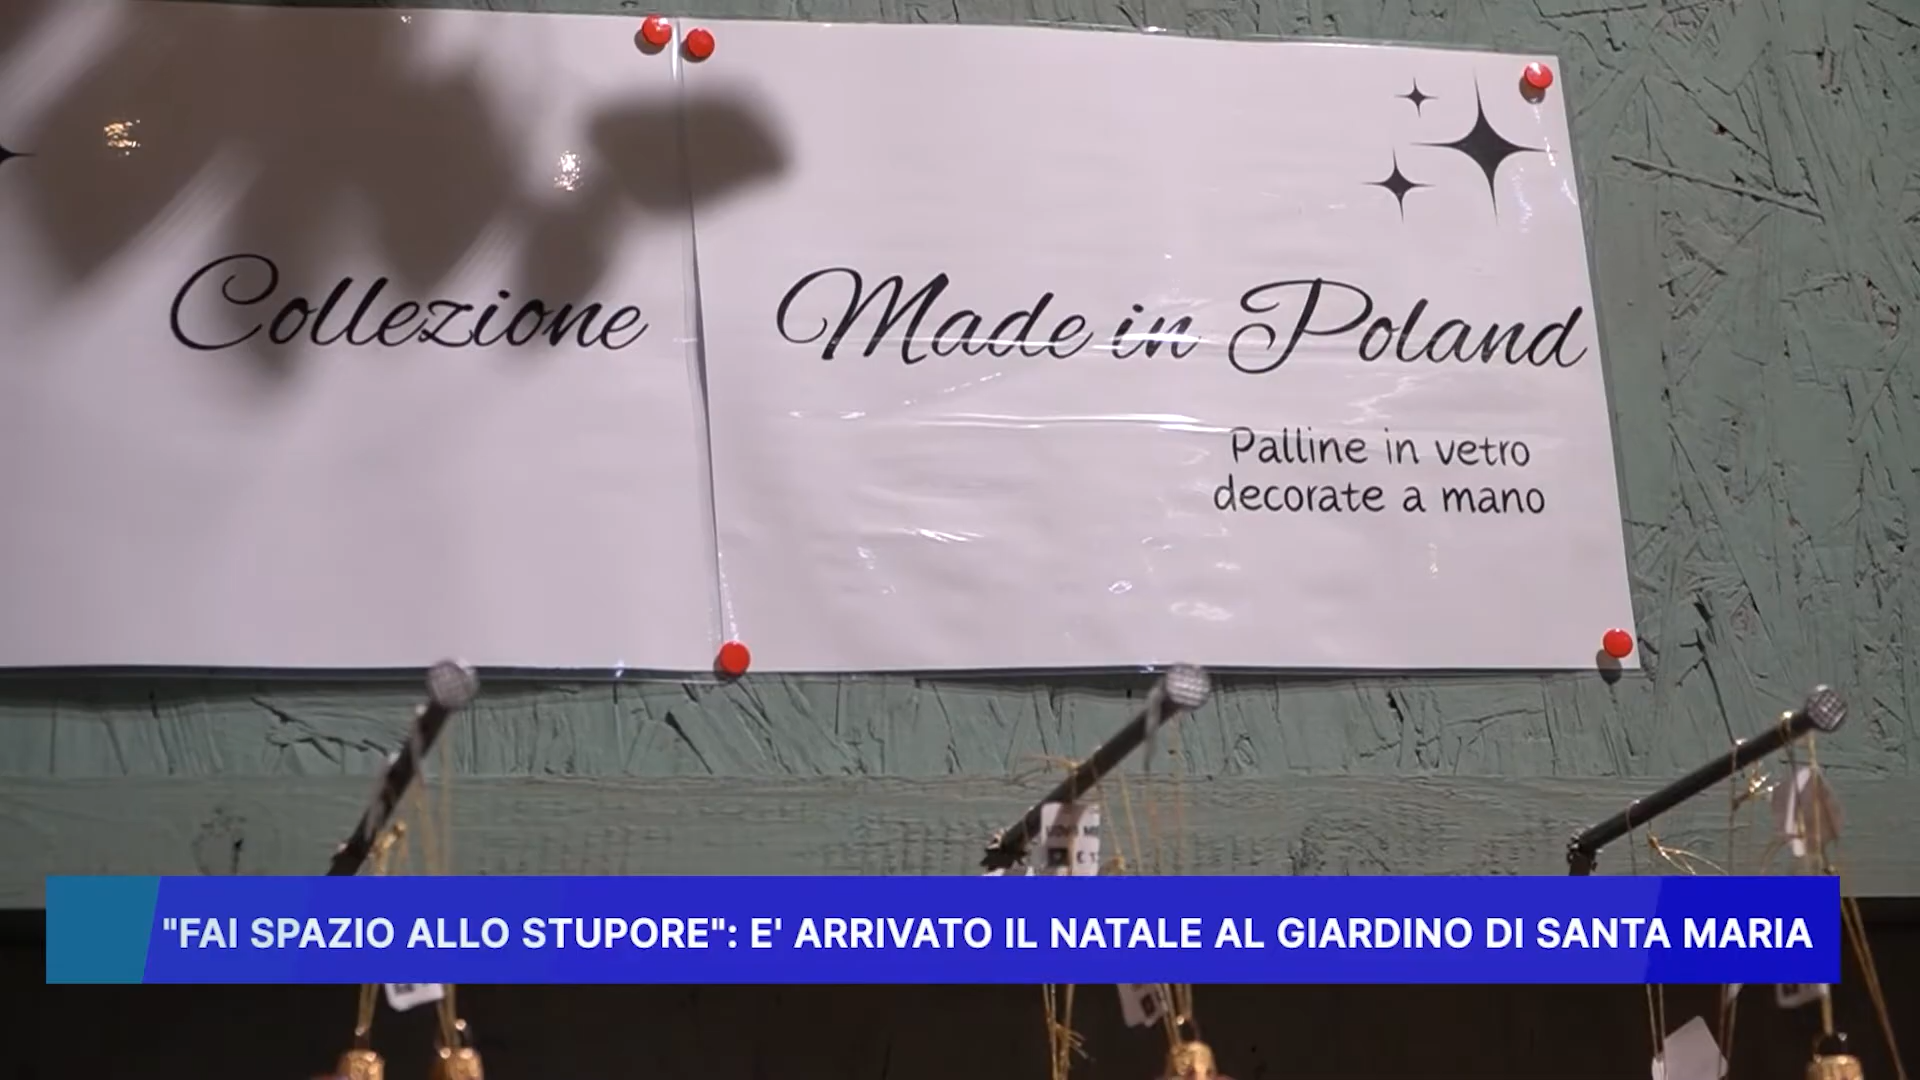 Collezione Made in Poland
Palline in vetro
decorate a mano
"FAI SPAZIO ALLO STUPORE": E' ARRIVATO IL NATALE AL GIARDINO DI SANTA MARIA